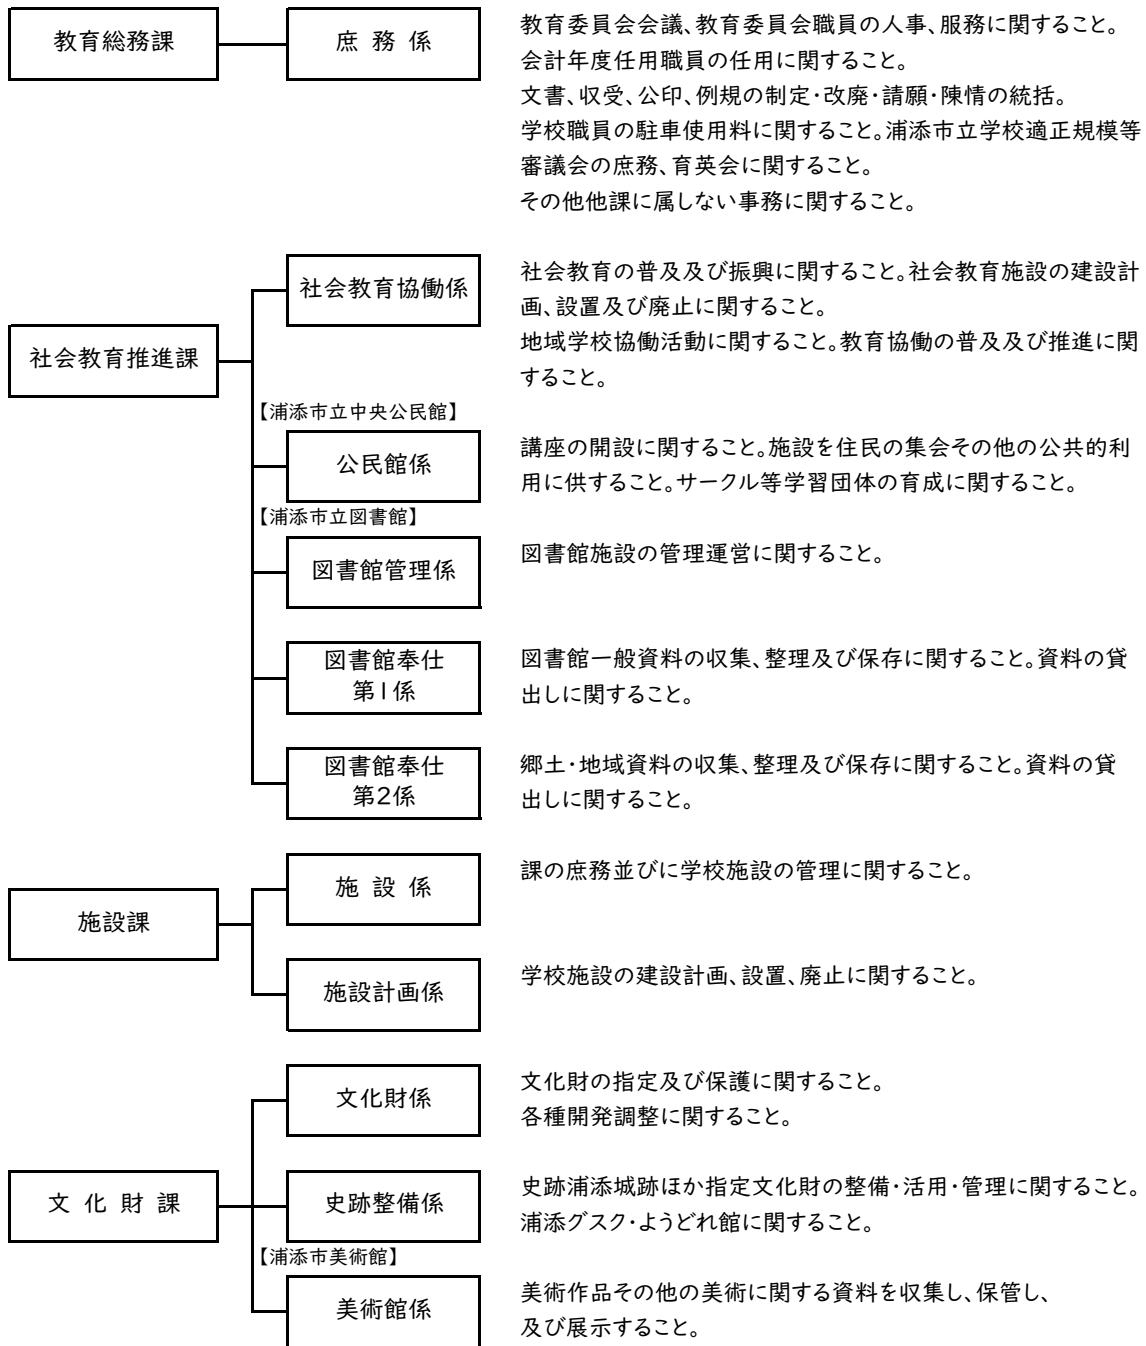 教育総務課
庶 務 係
教育委員会会議、教育委員会職員の人事、服務に関すること。
会計年度任用職員の任用に関すること。
文書、収受、公印、例規の制定・改廃・請願・陳情の統括。
学校職員の駐車使用料に関すること。浦添市立学校適正規模等
審議会の庶務、育英会に関すること。
その他他課に属しない事務に関すること。
社会教育推進課
社会教育協働係
社会教育の普及及び振興に関すること。社会教育施設の建設計
画、設置及び廃止に関すること。
地域学校協働活動に関すること。教育協働の普及及び推進に関
すること。
【浦添市立中央公民館】
公民館係
講座の開設に関すること。施設を住民の集会その他の公共的利
用に供すること。サークル等学習団体の育成に関すること。
【浦添市立図書館】
図書館管理係
図書館施設の管理運営に関すること。
図書館奉仕
第1係
図書館一般資料の収集、整理及び保存に関すること。資料の貸
出しに関すること。
図書館奉仕
第2係
郷土・地域資料の収集、整理及び保存に関すること。資料の貸
出しに関すること。
施設課
施 設 係
課の庶務並びに学校施設の管理に関すること。
施設計画係
学校施設の建設計画、設置、廃止に関すること。
文 化 財 課
文化財係
文化財の指定及び保護に関すること。
各種開発調整に関すること。
史跡整備係
史跡浦添城跡ほか指定文化財の整備・活用・管理に関すること。
浦添グスク・ようどれ館に関すること。
【浦添市美術館】
美術館係
美術作品その他の美術に関する資料を収集し、保管し、
及び展示すること。